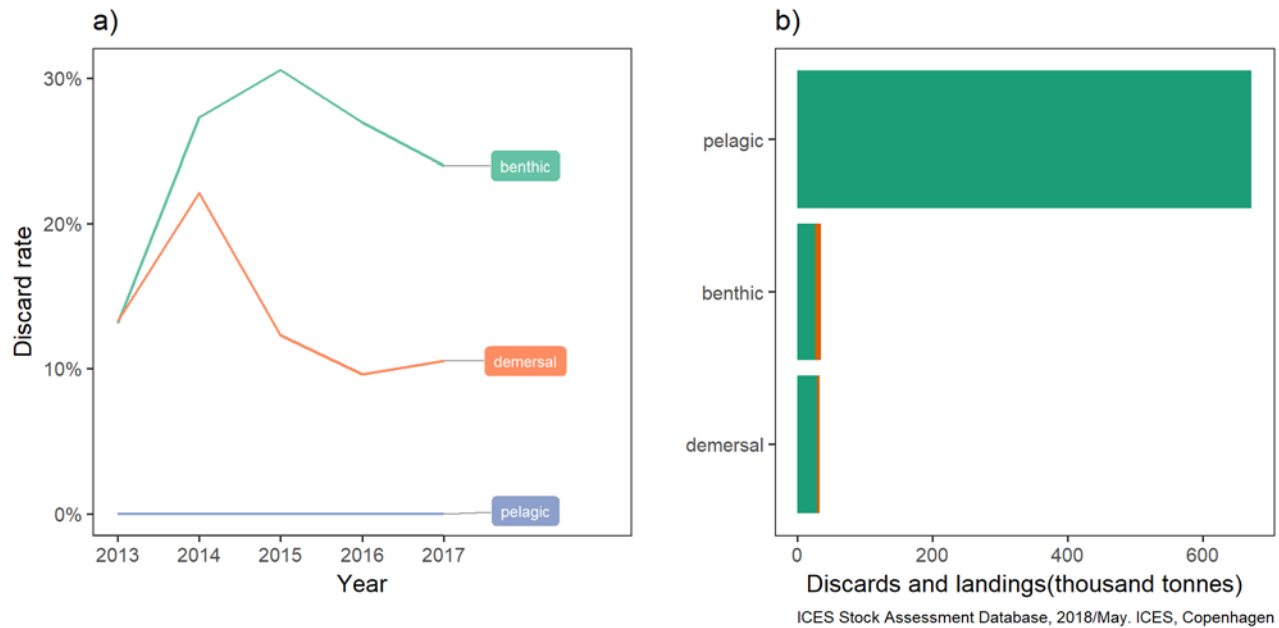 a)
30%
20%
10%
0%
Discard rate
benthic
demersal
pelagic
2013 2014 2015 2016 2017
Year
b)
pelagic
benthic
demersal
0 200 400 600
Discards and landings(thousand tonnes)
ICES Stock Assessment Database, 2018/May. ICES, Copenhagen